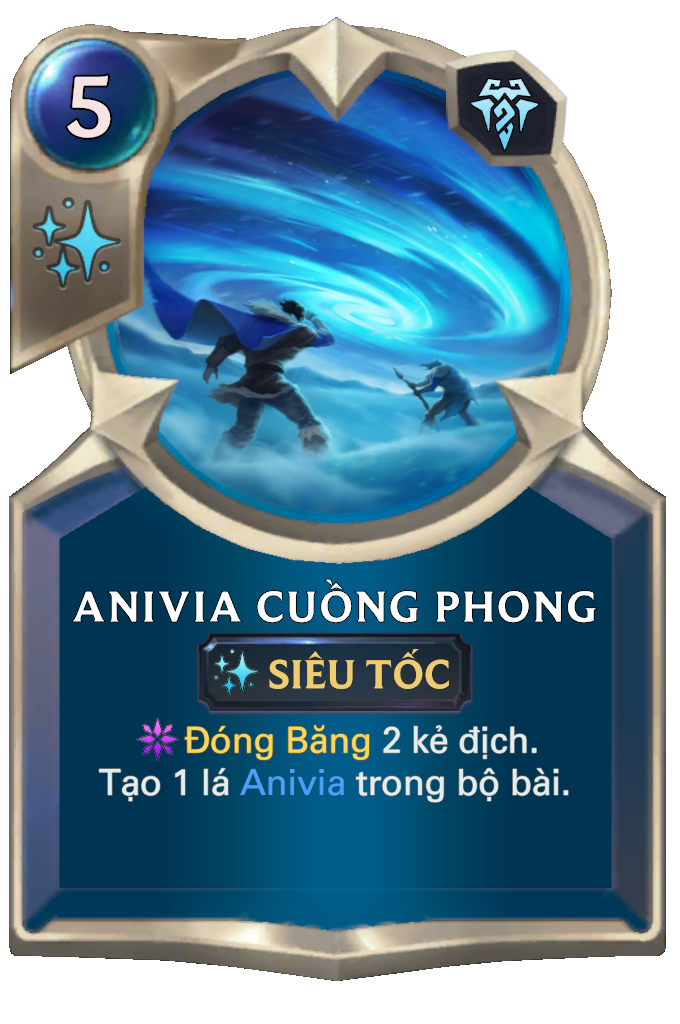 5
ANIVIA CUỒNG PHONG
SIÊU TỐC
Đóng Băng 2 kẻ địch.
Tạo 1 lá Anivia trong bộ bài.